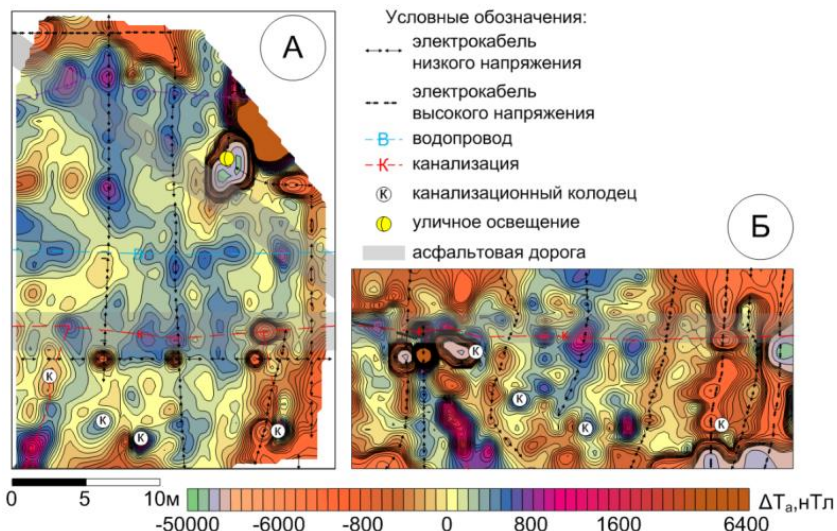 А
Условные обозначения:
электрокабель
низкого напряжения
электрокабель
высокого напряжения
В
водопровод
К
канализация
К
канализационный колодец
уличное освещение
асфальтовая дорога
Б
В
К
К
К
К
К
К
К
К
К
К
0 5 10м
-50000 -6000 -800 0 800 1600 6400
ΔTa,нТл